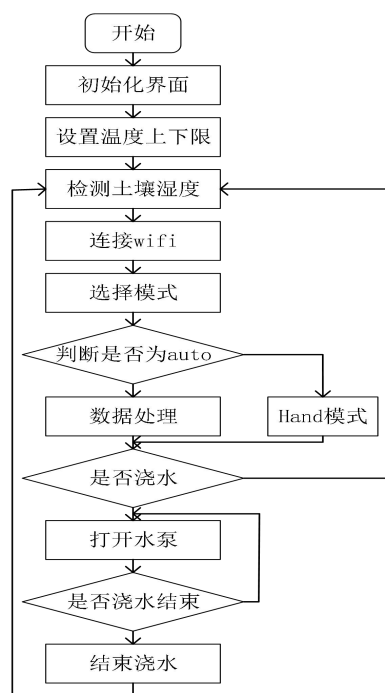 开始
初始化界面
设置温度上下限
检测土壤湿度
连接wifi
选择模式
判断是否为auto
数据处理
Hand模式
是否浇水
打开水泵
是否浇水结束
结束浇水